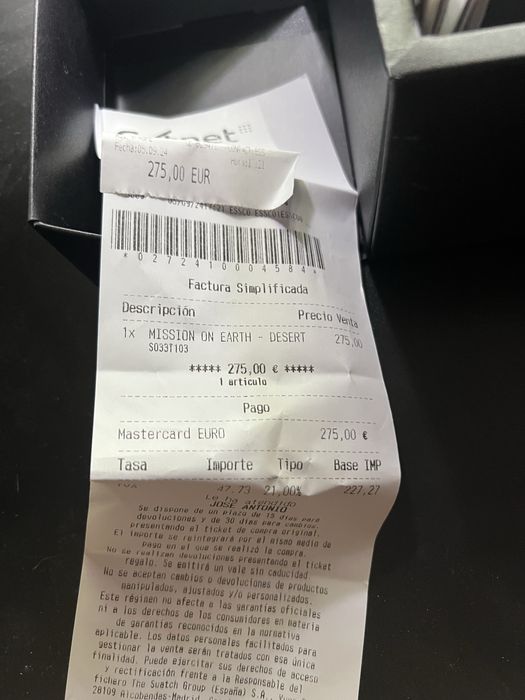 Fecha:05.09.24
275,00 EUR
*0272410004584*
Factura Simplificada
Descripción Precio Venta
1x MISSION ON EARTH - DESERT 275,00
SO33T103
***** 275,00 € *****
1 artículo
Pago
Mastercard EURO 275,00 €
Tasa Importe Tipo Base IMP
47,73 21,00% 227,27
Le ha atendido
JOSE ANTONIO
Se dispone de un plazo de 15 días para
devoluciones y de 30 días para cambios,
presentando el ticket de compra original.
El importe se reintegrará por el mismo medio de
pago en el que se realizó la compra.
No se realizan devoluciones presentando el ticket
regalo. Se emitirá un vale sin caducidad.
No se aceptan cambios o devoluciones de productos
manipulados, ajustados y/o personalizados.
Este régimen no afecta a las garantías oficiales
ni a los derechos de los consumidores en materia
de garantías reconocidos en la normativa
aplicable. Los datos personales facilitados para
gestionar la venta serán tratados con esa única
finalidad. Puede ejercitar sus derechos de acceso
y rectificación frente a la Responsable del
fichero The Swatch Group (España) S.A.,
28109 Alcobendas-Madrid.